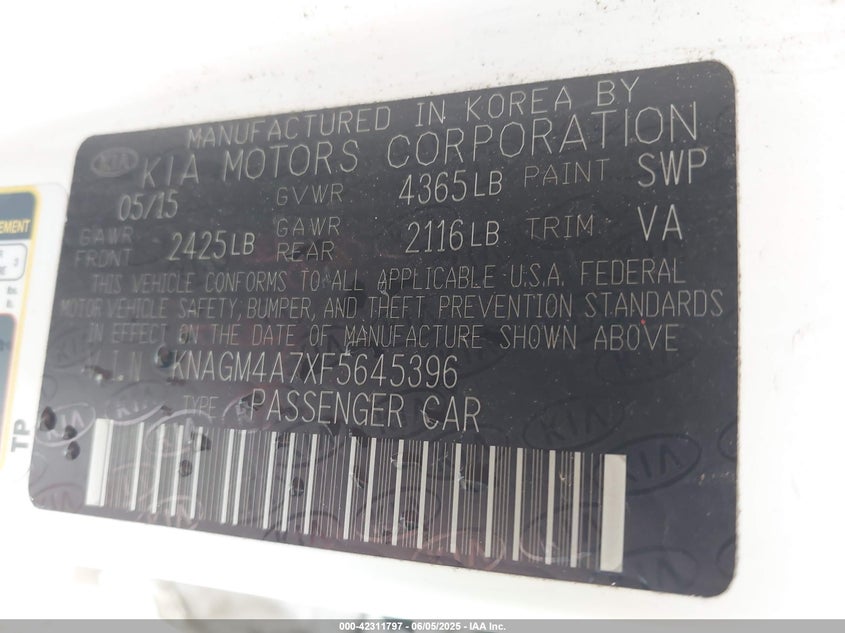 MANUFACTURED IN KOREA BY
KIA KIA MOTORS CORPORATION
05/15 GVWR 4365LB PAINT SWP
GAWR FRONT 2425LB GAWR REAR 2116LB TRIM VA
THIS VEHICLE CONFORMS TO ALL APPLICABLE U.S.A. FEDERAL
MOTOR VEHICLE SAFETY, BUMPER, AND THEFT PREVENTION STANDARDS
IN EFFECT ON THE DATE OF MANUFACTURE SHOWN ABOVE
V.I.N KNAGM4A7XF5645396
TYPE PASSENGER CAR
TP
000-42311797 - 06/05/2025 - IAA Inc.